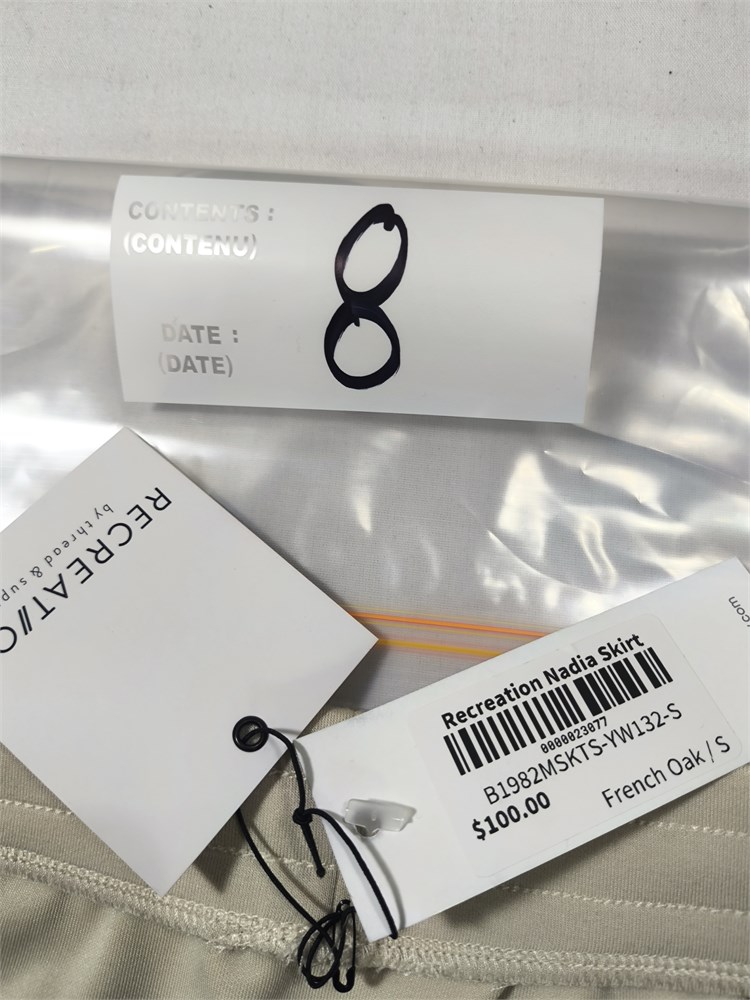 CONTENTS :
(CONTENU)
8
DATE :
(DATE)
RECREAT//O
by thread & sup
.com
Recreation Nadia Skirt
0000023077
B1982MSKTS-YW132-S
$100.00
French Oak / S